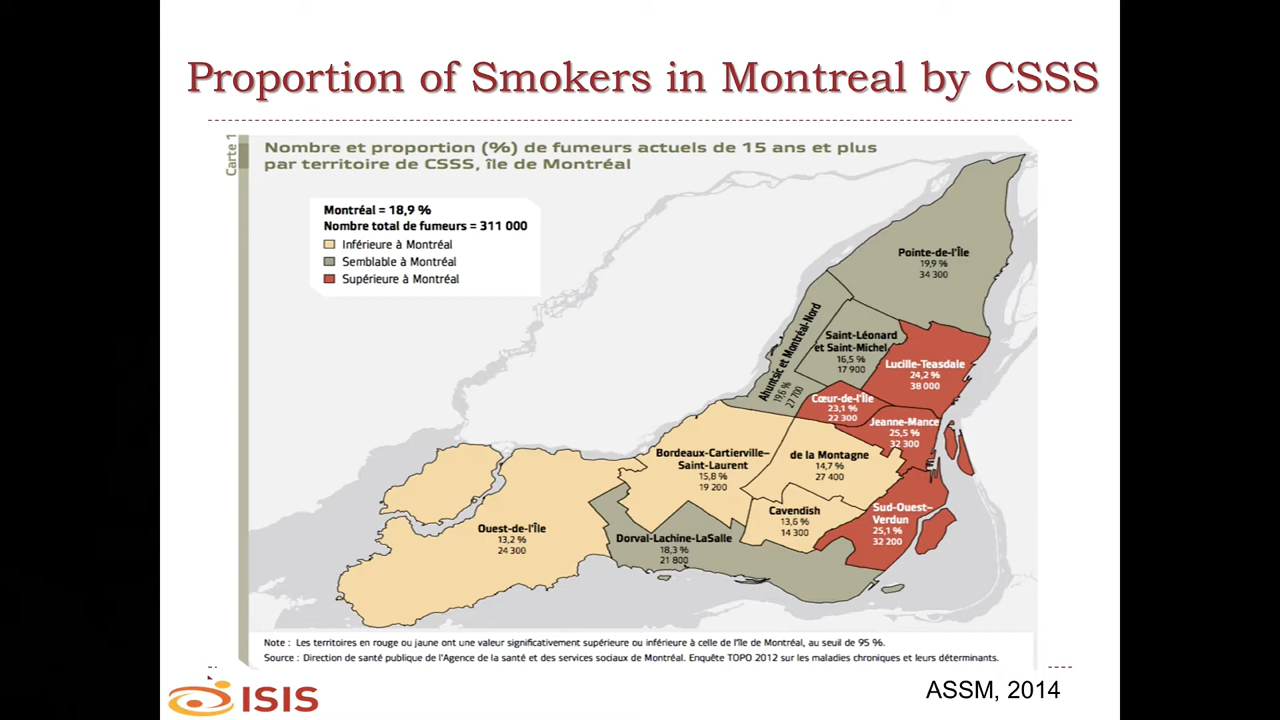 Proportion of Smokers in Montreal by CSSS
Carte 1
Nombre et proportion (%) de fumeurs actuels de 15 ans et plus
par territoire de CSSS, île de Montréal
Montréal = 18,9 %
Nombre total de fumeurs = 311 000
Inférieure à Montréal
Semblable à Montréal
Supérieure à Montréal
Pointe-de-l'Île
19,9 %
34 300
Ahuntsic et Montréal-Nord
19,6 %
27 700
Saint-Léonard
et Saint-Michel
16,5 %
17 900
Lucille-Teasdale
24,2 %
38 000
Cœur-de-l'Île
23,1 %
22 300
Jeanne-Mance
25,5 %
32 300
Bordeaux-Cartierville–
Saint-Laurent
15,8 %
19 200
de la Montagne
14,7 %
27 400
Cavendish
13,6 %
14 300
Sud-Ouest–
Verdun
25,1 %
32 200
Ouest-de-l'Île
13,2 %
24 300
Dorval-Lachine-LaSalle
18,3 %
21 800
Note : Les territoires en rouge ou jaune ont une valeur significativement supérieure ou inférieure à celle de l'île de Montréal, au seuil de 95 %.
Source : Direction de santé publique de l'Agence de la santé et des services sociaux de Montréal. Enquête TOPO 2012 sur les maladies chroniques et leurs déterminants.
ISIS
ASSM, 2014